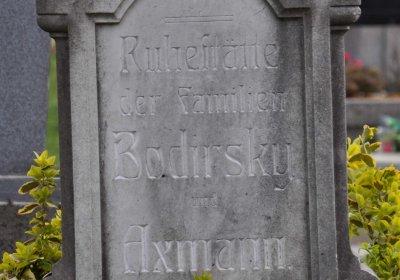 Ruhestätte
der Familien
Bodirsky
und
Axmann